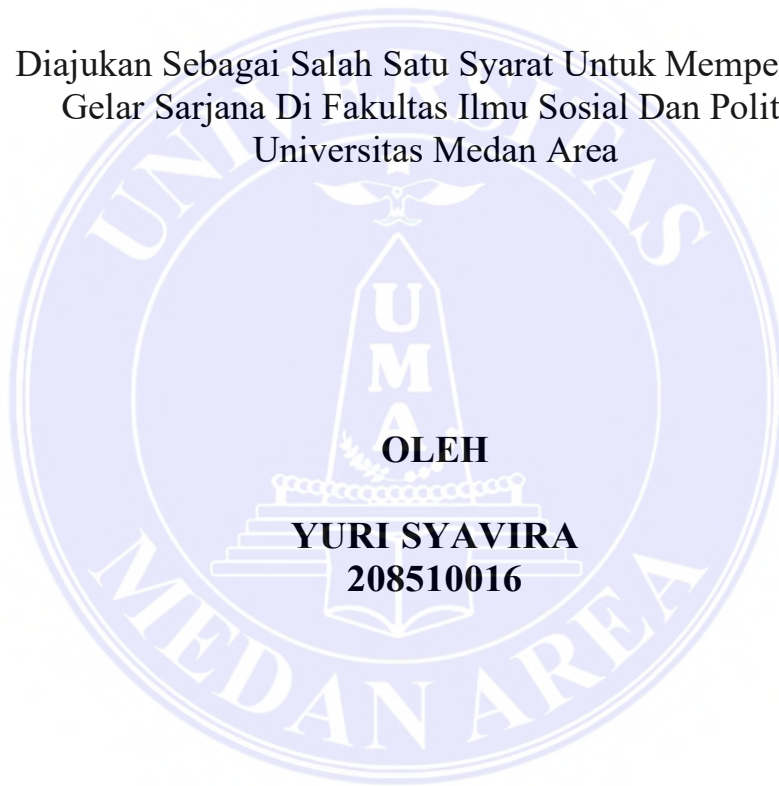 Diajukan Sebagai Salah Satu Syarat Untuk Mempe
Gelar Sarjana Di Fakultas Ilmu Sosial Dan Polit
Universitas Medan Area
UNIVERSITAS
UMA
OLEH
YURI SYAVIRA
208510016
MEDAN AREA